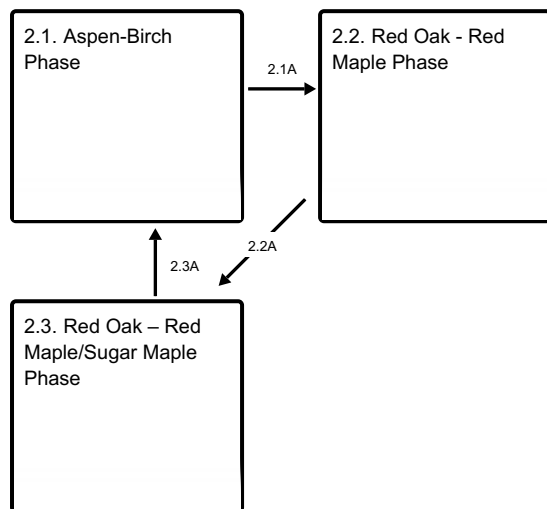 2.1. Aspen-Birch
Phase
2.1A
2.2. Red Oak - Red
Maple Phase
2.2A
2.3A
2.3. Red Oak – Red
Maple/Sugar Maple
Phase